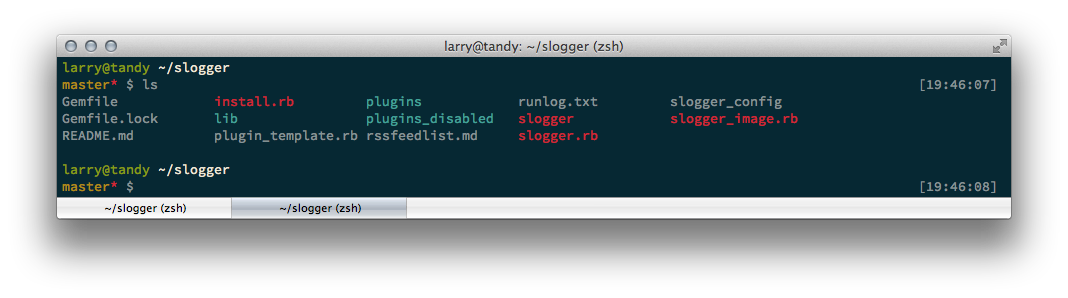 larry@tandy: ~/slogger (zsh)
larry@tandy ~/slogger
master* $ ls [19:46:07]
Gemfile install.rb plugins runlog.txt slogger_config
Gemfile.lock lib plugins_disabled slogger slogger_image.rb
README.md plugin_template.rb rssfeedlist.md slogger.rb
larry@tandy ~/slogger
master* $ [19:46:08]
~/slogger (zsh) ~/slogger (zsh)